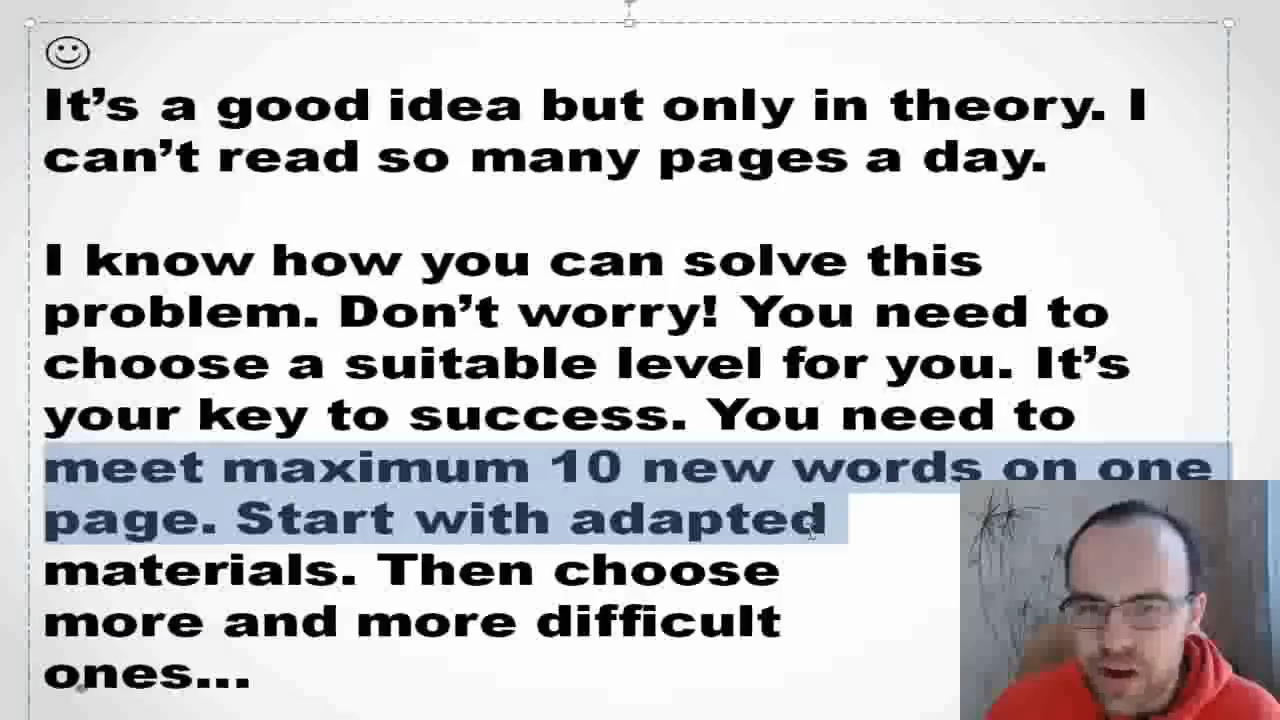 It’s a good idea but only in theory. I
can’t read so many pages a day.
I know how you can solve this
problem. Don’t worry! You need to
choose a suitable level for you. It’s
your key to success. You need to
meet maximum 10 new words on one
page. Start with adapted
materials. Then choose
more and more difficult
ones...